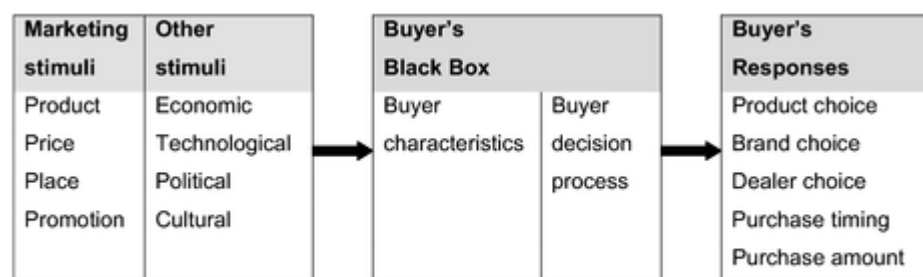 Marketing
stimuli
Product
Price
Place
Promotion
Other
stimuli
Economic
Technological
Political
Cultural
Buyer's
Black Box
Buyer
characteristics
Buyer
decision
process
Buyer's
Responses
Product choice
Brand choice
Dealer choice
Purchase timing
Purchase amount